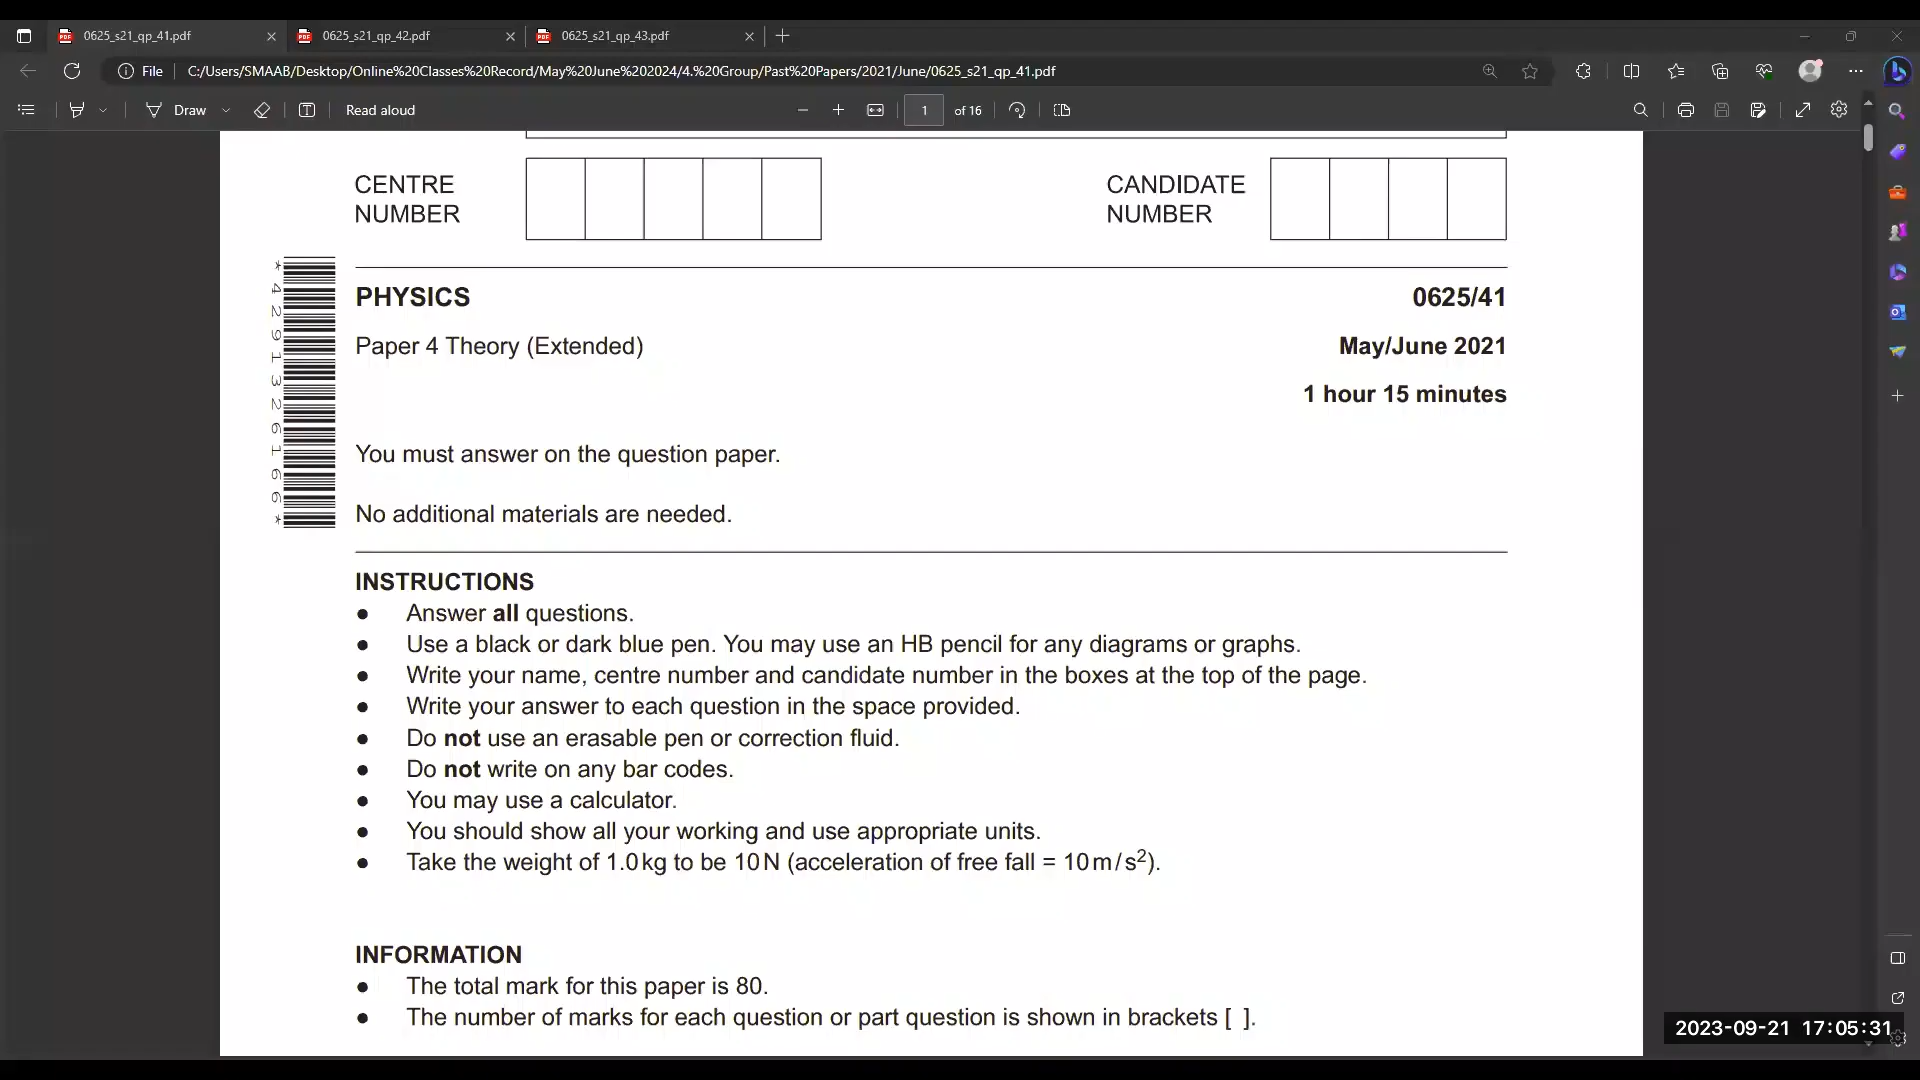 0625_s21_qp_41.pdf
0625_s21_qp_42.pdf
0625_s21_qp_43.pdf
File
C:/Users/SMAAB/Desktop/Online%20Classes%20Record/May%20June%202024/4.%20Group/Past%20Papers/2021/June/0625_s21_qp_41.pdf
Draw
Read aloud
1 of 16
CENTRE NUMBER
CANDIDATE NUMBER
*4291326166*
PHYSICS 0625/41
Paper 4 Theory (Extended) May/June 2021
1 hour 15 minutes
You must answer on the question paper.
No additional materials are needed.
INSTRUCTIONS
● Answer all questions.
● Use a black or dark blue pen. You may use an HB pencil for any diagrams or graphs.
● Write your name, centre number and candidate number in the boxes at the top of the page.
● Write your answer to each question in the space provided.
● Do not use an erasable pen or correction fluid.
● Do not write on any bar codes.
● You may use a calculator.
● You should show all your working and use appropriate units.
● Take the weight of 1.0 kg to be 10 N (acceleration of free fall = 10 m/s²).
INFORMATION
● The total mark for this paper is 80.
● The number of marks for each question or part question is shown in brackets [ ].
2023-09-21 17:05:31